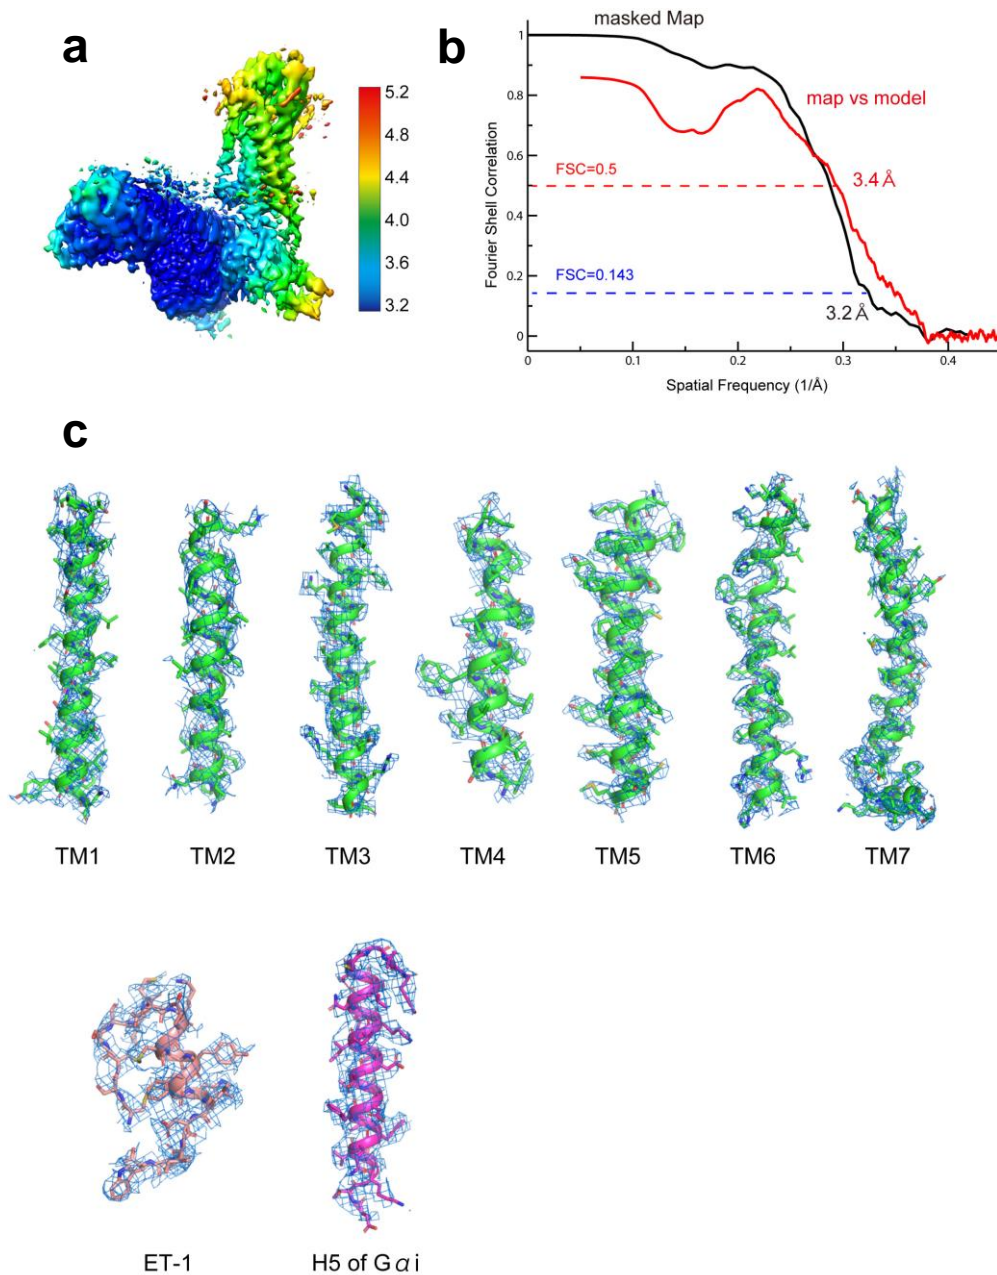 a
5.2
4.8
4.4
4.0
3.6
3.2
b
masked Map
map vs model
FSC=0.5
3.4 Å
FSC=0.143
3.2 Å
Fourier Shell Correlation
1
0.8
0.6
0.4
0.2
0
0
0.1
0.2
0.3
0.4
Spatial Frequency (1/Å)
c
TM1 TM2 TM3 TM4 TM5 TM6 TM7
ET-1 H5 of G α i